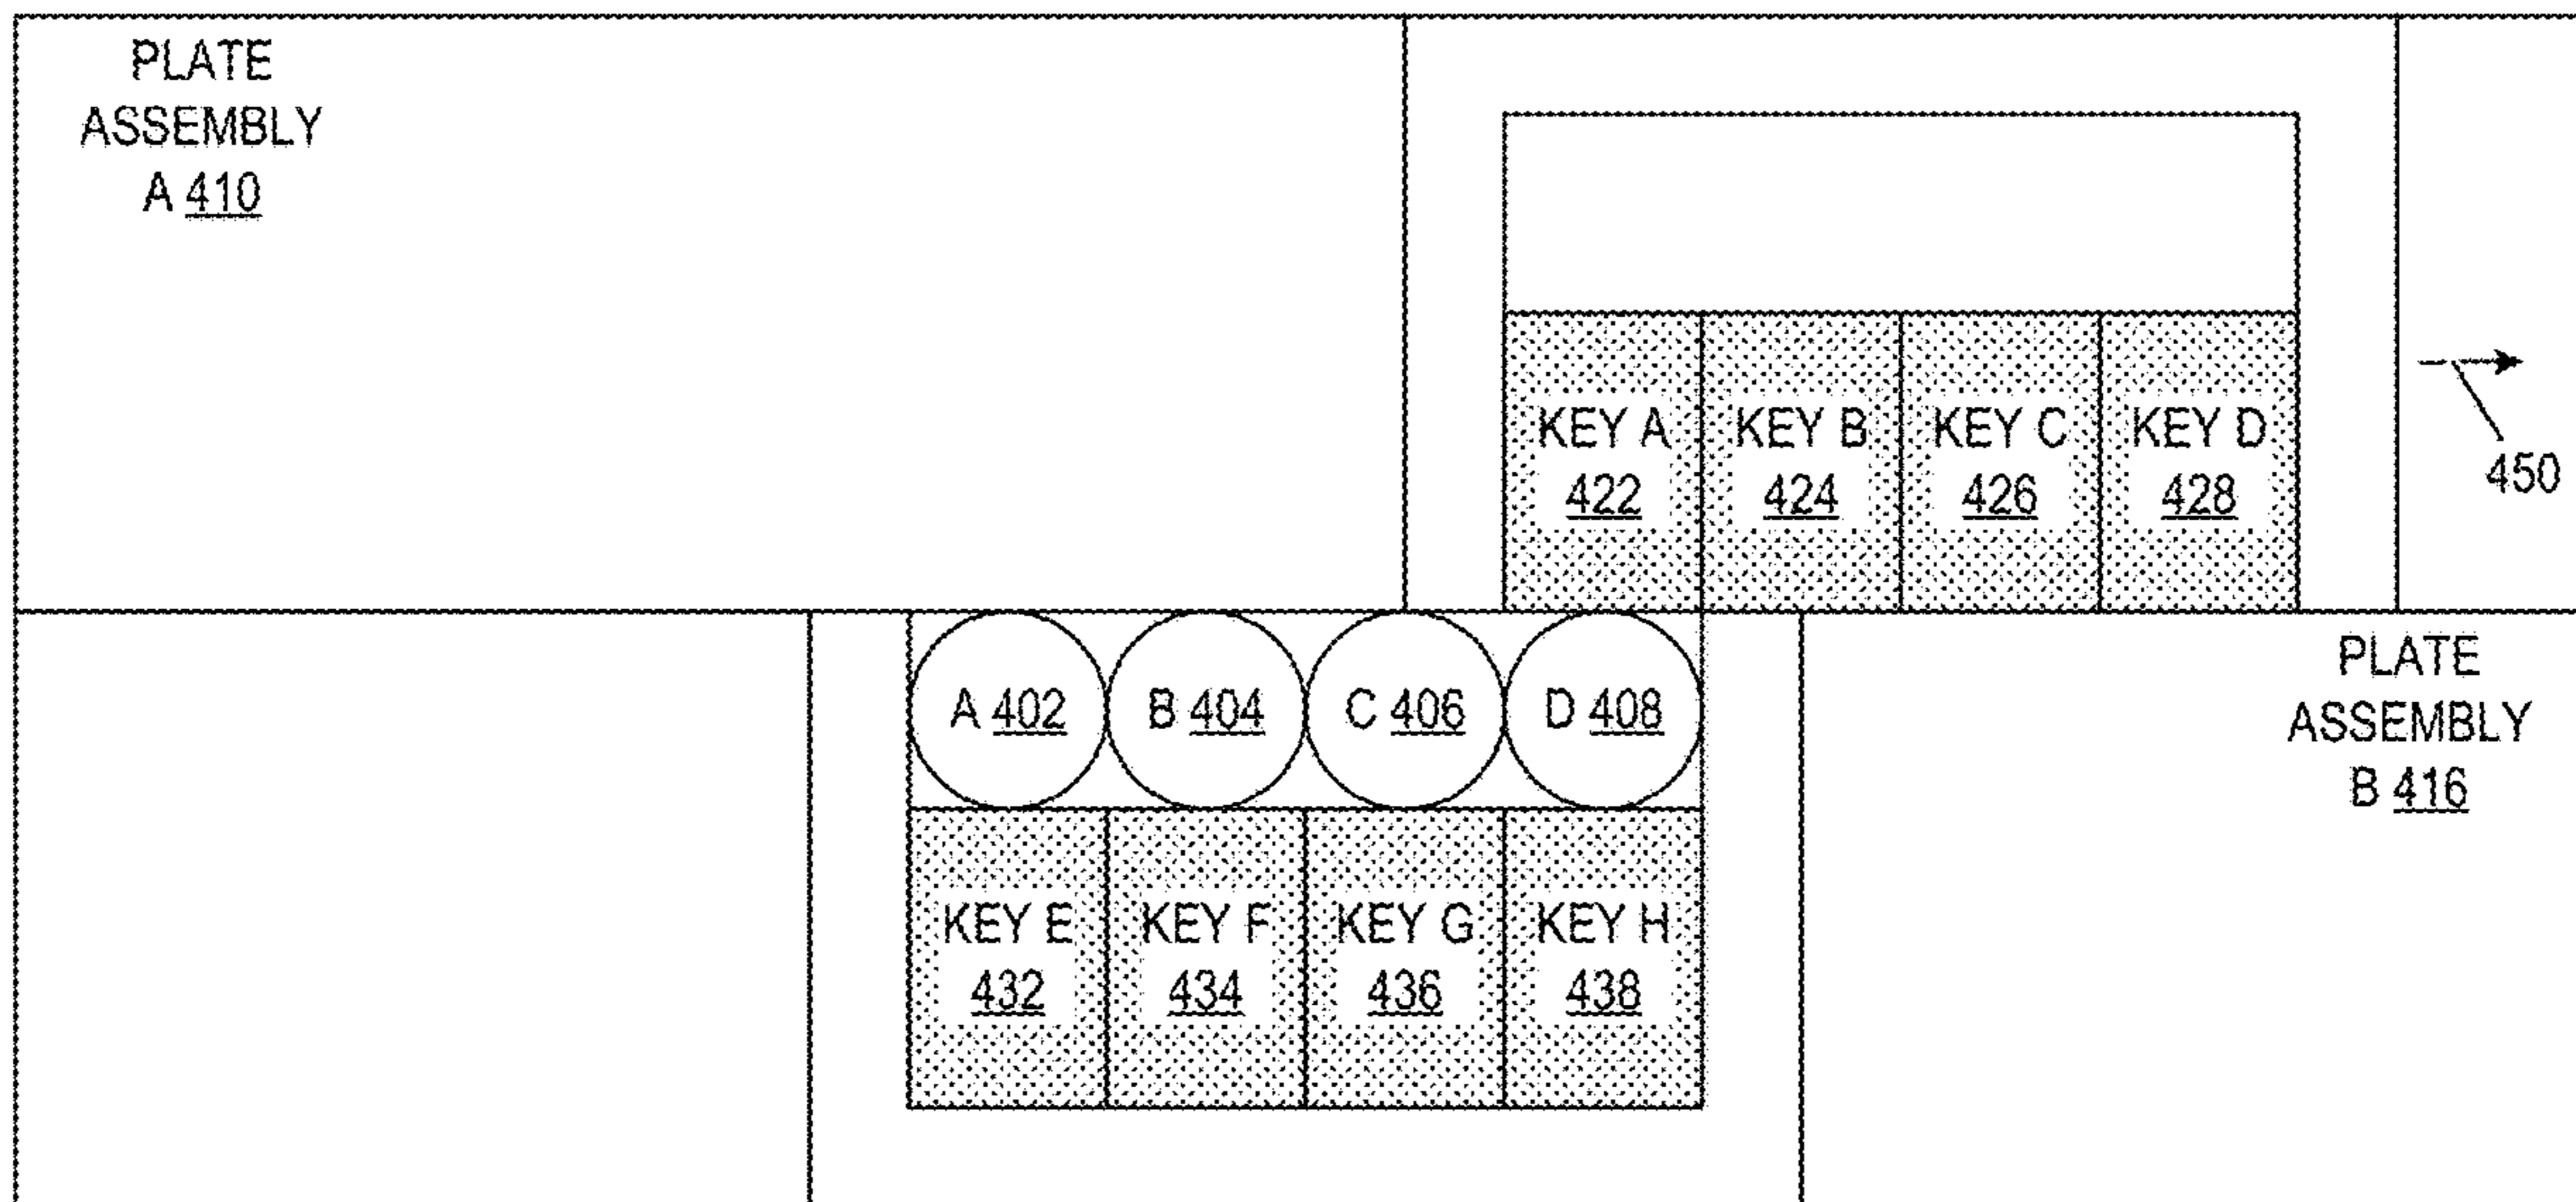 PLATE
ASSEMBLY
A 410
KEY A KEY B KEY C KEY D
422 424 426 428
450
A 402 B 404 C 406 D 408
PLATE
ASSEMBLY
B 416
KEY E KEY F KEY G KEY H
432 434 436 438